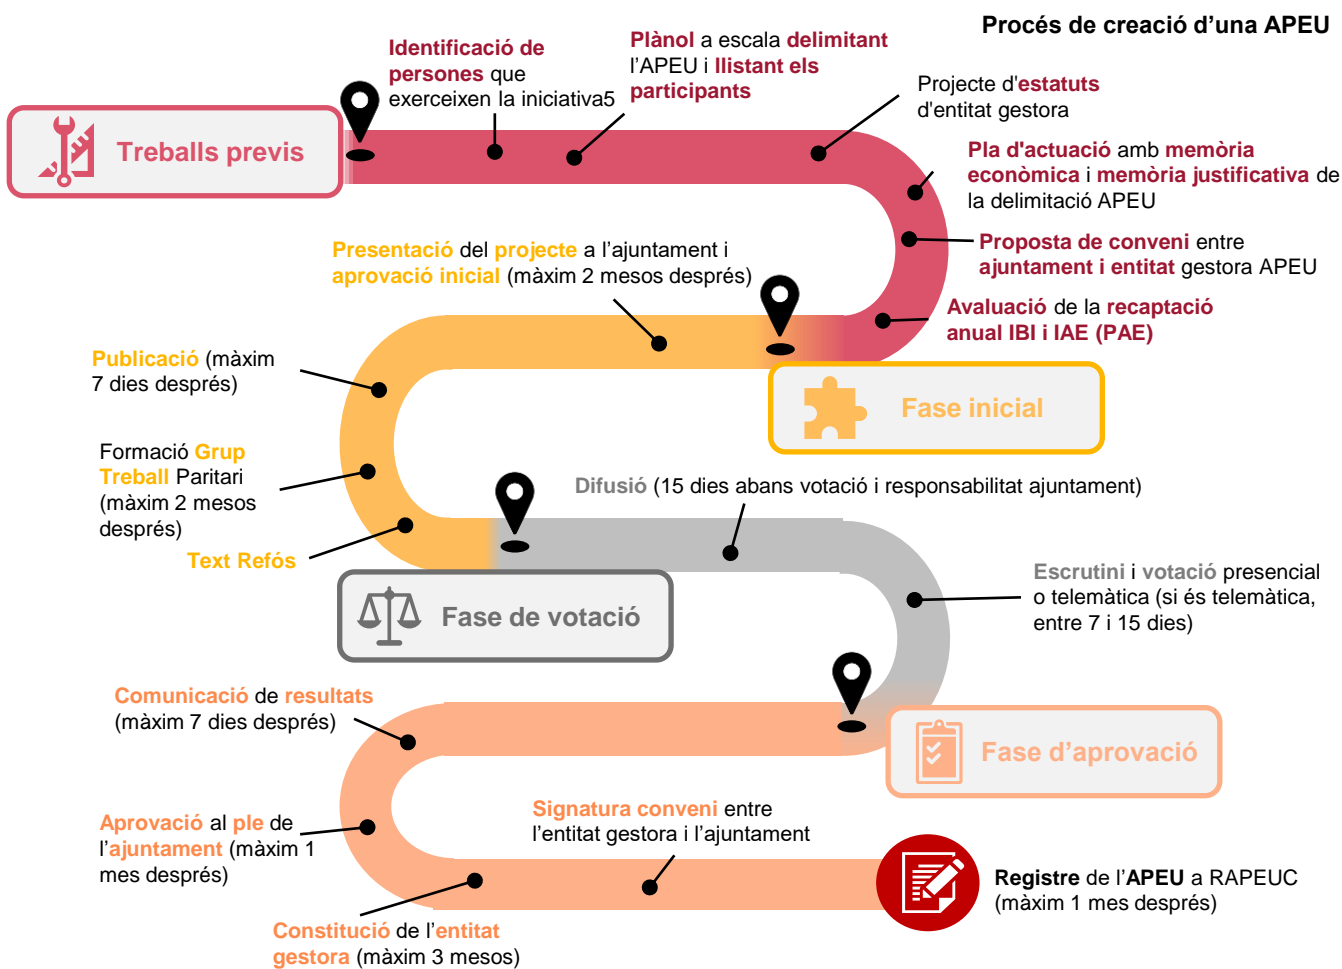 Procés de creació d’una APEU
Treballs previs
Identificació de
persones que
exerceixen la iniciativa5
Plànol a escala delimitant
l’APEU i llistant els
participants
Projecte d'estatuts
d'entitat gestora
Pla d'actuació amb memòria
econòmica i memòria justificativa de
la delimitació APEU
Proposta de conveni entre
ajuntament i entitat gestora APEU
Avaluació de la recaptació
anual IBI i IAE (PAE)
Fase inicial
Presentació del projecte a l’ajuntament i
aprovació inicial (màxim 2 mesos després)
Publicació (màxim
7 dies després)
Formació Grup
Treball Paritari
(màxim 2 mesos
després)
Text Refós
Fase de votació
Difusió (15 dies abans votació i responsabilitat ajuntament)
Escrutini i votació presencial
o telemàtica (si és telemàtica,
entre 7 i 15 dies)
Fase d’aprovació
Comunicació de resultats
(màxim 7 dies després)
Aprovació al ple de
l’ajuntament (màxim 1
mes després)
Constitució de l’entitat
gestora (màxim 3 mesos)
Signatura conveni entre
l’entitat gestora i l’ajuntament
Registre de l’APEU a RAPEUC
(màxim 1 mes després)